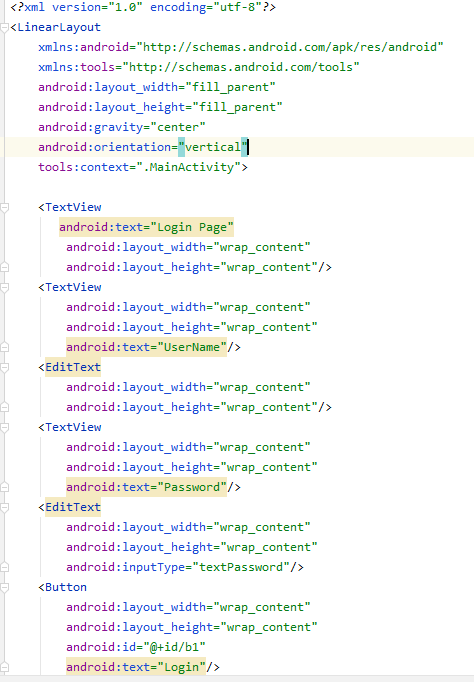 <?xml version="1.0" encoding="utf-8"?>
<LinearLayout
xmlns:android="http://schemas.android.com/apk/res/android"
xmlns:tools="http://schemas.android.com/tools"
android:layout_width="fill_parent"
android:layout_height="fill_parent"
android:gravity="center"
android:orientation="vertical"
tools:context=".MainActivity">
<TextView
android:text="Login Page"
android:layout_width="wrap_content"
android:layout_height="wrap_content"/>
<TextView
android:layout_width="wrap_content"
android:layout_height="wrap_content"
android:text="UserName"/>
<EditText
android:layout_width="wrap_content"
android:layout_height="wrap_content"/>
<TextView
android:layout_width="wrap_content"
android:layout_height="wrap_content"
android:text="Password"/>
<EditText
android:layout_width="wrap_content"
android:layout_height="wrap_content"
android:inputType="textPassword"/>
<Button
android:layout_width="wrap_content"
android:layout_height="wrap_content"
android:id="@+id/b1"
android:text="Login"/>